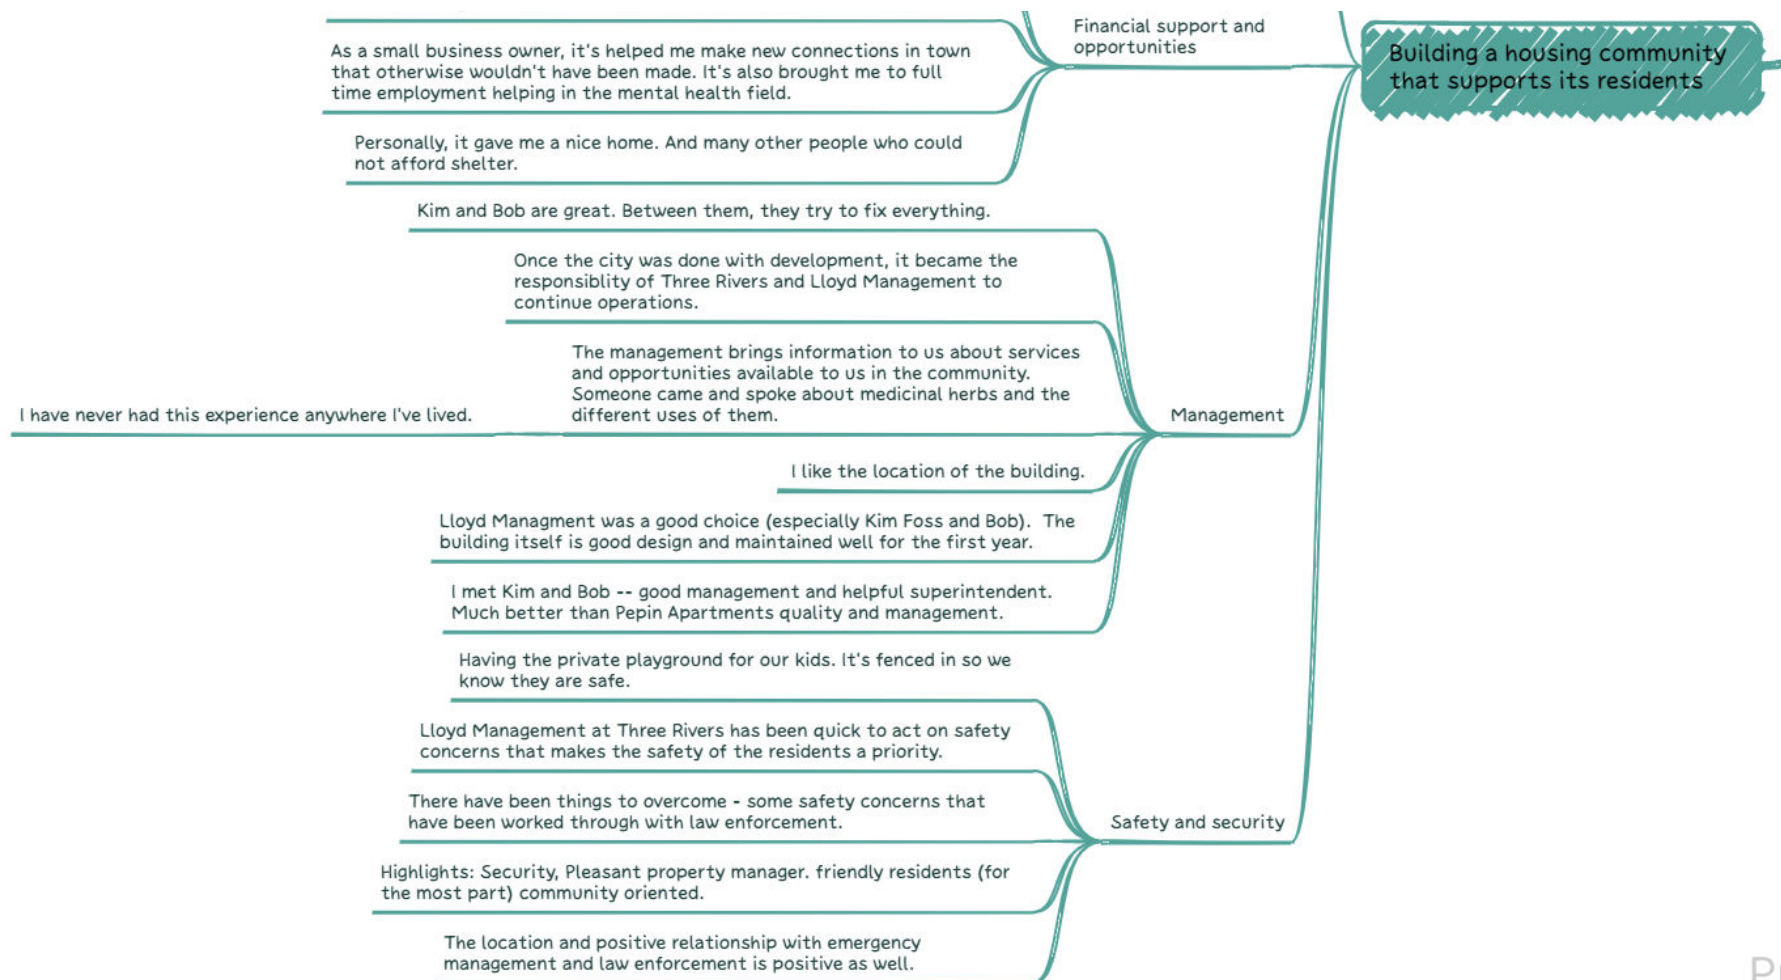 Financial support and
opportunities
Building a housing community
that supports its residents
As a small business owner, it's helped me make new connections in town
that otherwise wouldn't have been made. It's also brought me to full
time employment helping in the mental health field.
Personally, it gave me a nice home. And many other people who could
not afford shelter.
Kim and Bob are great. Between them, they try to fix everything.
Once the city was done with development, it became the
responsiblity of Three Rivers and Lloyd Management to
continue operations.
The management brings information to us about services
and opportunities available to us in the community.
Someone came and spoke about medicinal herbs and the
different uses of them.
I have never had this experience anywhere I've lived.
Management
I like the location of the building.
Lloyd Managment was a good choice (especially Kim Foss and Bob).  The
building itself is good design and maintained well for the first year.
I met Kim and Bob -- good management and helpful superintendent.
Much better than Pepin Apartments quality and management.
Having the private playground for our kids. It's fenced in so we
know they are safe.
Lloyd Management at Three Rivers has been quick to act on safety
concerns that makes the safety of the residents a priority.
There have been things to overcome - some safety concerns that
have been worked through with law enforcement.
Safety and security
Highlights: Security, Pleasant property manager. friendly residents (for
the most part) community oriented.
The location and positive relationship with emergency
management and law enforcement is positive as well.